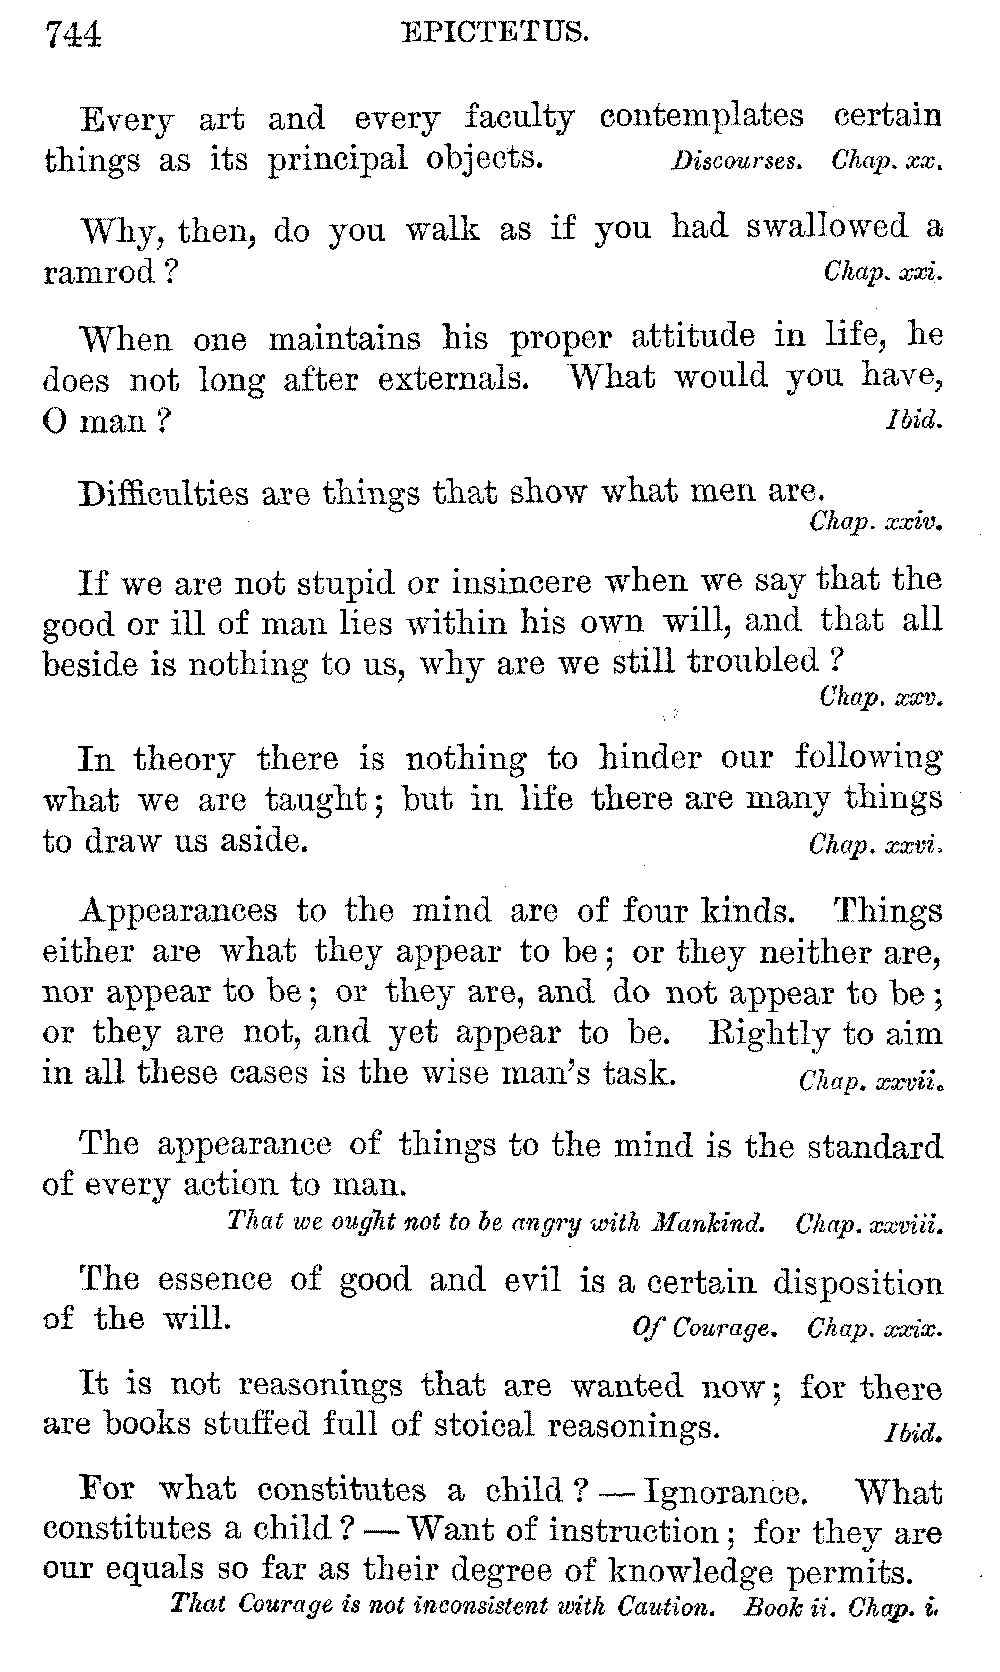 744 EPICTETUS.
Every art and every faculty contemplates certain
things as its principal objects. Discourses. Chap. xx.
Why, then, do you walk as if you had swallowed a
ramrod? Chap. xxi.
When one maintains his proper attitude in life, he
does not long after externals. What would you have,
O man? Ibid.
Difficulties are things that show what men are.
Chap. xxiv.
If we are not stupid or insincere when we say that the
good or ill of man lies within his own will, and that all
beside is nothing to us, why are we still troubled?
Chap. xxv.
In theory there is nothing to hinder our following
what we are taught; but in life there are many things
to draw us aside. Chap. xxvi.
Appearances to the mind are of four kinds. Things
either are what they appear to be; or they neither are,
nor appear to be; or they are, and do not appear to be;
or they are not, and yet appear to be. Rightly to aim
in all these cases is the wise man's task. Chap. xxvii.
The appearance of things to the mind is the standard
of every action to man.
That we ought not to be angry with Mankind. Chap. xxviii.
The essence of good and evil is a certain disposition
of the will. Of Courage. Chap. xxix.
It is not reasonings that are wanted now; for there
are books stuffed full of stoical reasonings. Ibid.
For what constitutes a child? — Ignorance. What
constitutes a child? — Want of instruction; for they are
our equals so far as their degree of knowledge permits.
That Courage is not inconsistent with Caution. Book ii. Chap. i.